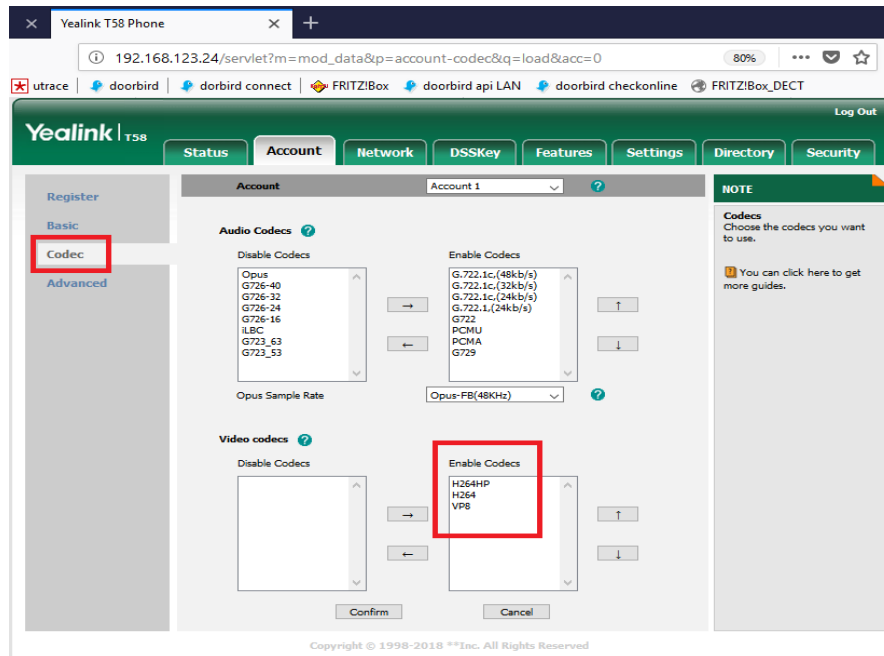 Yealink T58 Phone
192.168.123.24/servlet?m=mod_data&p=account-codec&q=load&acc=0
80%
utrace
doorbird
dorbird connect
FRITZ!Box
doorbird api LAN
doorbird checkonline
FRITZ!Box_DECT
Log Out
Yealink T58
Status
Account
Network
DSSKey
Features
Settings
Directory
Security
Register
Basic
Codec
Advanced
Account
Account 1
?
Audio Codecs ?
Disable Codecs
Enable Codecs
Opus
G726-40
G726-32
G726-24
G726-16
iLBC
G723_63
G723_53
→
←
G.722.1c,(48kb/s)
G.722.1c,(32kb/s)
G.722.1c,(24kb/s)
G.722.1,(24kb/s)
G722
PCMU
PCMA
G729
↑
↓
Opus Sample Rate
Opus-FB(48KHz)
?
Video codecs ?
Disable Codecs
Enable Codecs
→
←
H264HP
H264
VP8
↑
↓
Confirm
Cancel
NOTE
Codecs
Choose the codecs you want
to use.
? You can click here to get
more guides.
Copyright © 1998-2018 **Inc. All Rights Reserved